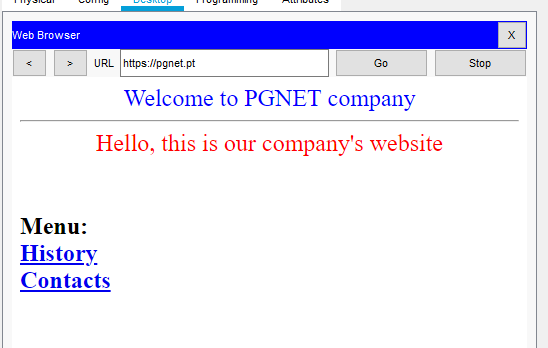 Physical Config Desktop Programming Attributes
Web Browser X
< > URL https://pgnet.pt Go Stop
Welcome to PGNET company
Hello, this is our company's website
Menu:
History
Contacts